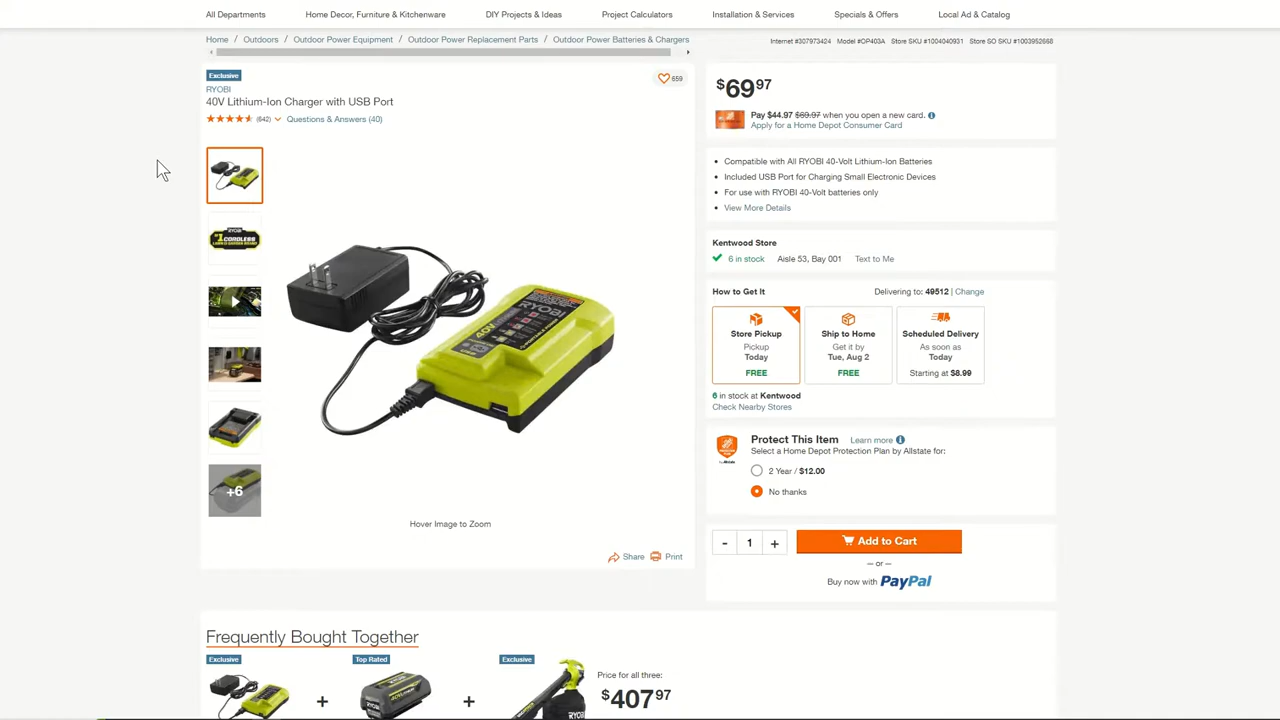 All Departments
Home Decor, Furniture & Kitchenware
DIY Projects & Ideas
Project Calculators
Installation & Services
Specials & Offers
Local Ad & Catalog
Home / Outdoors / Outdoor Power Equipment / Outdoor Power Replacement Parts / Outdoor Power Batteries & Chargers
Internet #307973424 Model #OP403A Store SKU #1004040931 Store SO SKU #1003952668
Exclusive
659
RYOBI
40V Lithium-Ion Charger with USB Port
(642)
Questions & Answers (40)
RYOBI
#1 CORDLESS
+6
40V
RYOBI
Hover Image to Zoom
Share
Print
$69 97
Pay $44.97 $69.97 when you open a new card.
Apply for a Home Depot Consumer Card
Compatible with All RYOBI 40-Volt Lithium-Ion Batteries
Included USB Port for Charging Small Electronic Devices
For use with RYOBI 40-Volt batteries only
View More Details
Kentwood Store
6 in stock Aisle 53, Bay 001 Text to Me
How to Get It
Delivering to: 49512 | Change
Store Pickup
Pickup
Today
FREE
Ship to Home
Get it by
Tue, Aug 2
FREE
Scheduled Delivery
As soon as
Today
Starting at $8.99
6 in stock at Kentwood
Check Nearby Stores
Protect This Item Learn more
Select a Home Depot Protection Plan by Allstate for:
2 Year / $12.00
No thanks
- 1 +
Add to Cart
— or —
Buy now with PayPal
Frequently Bought Together
Exclusive
Top Rated
Exclusive
+
+
RYOBI
Price for all three:
$407 97